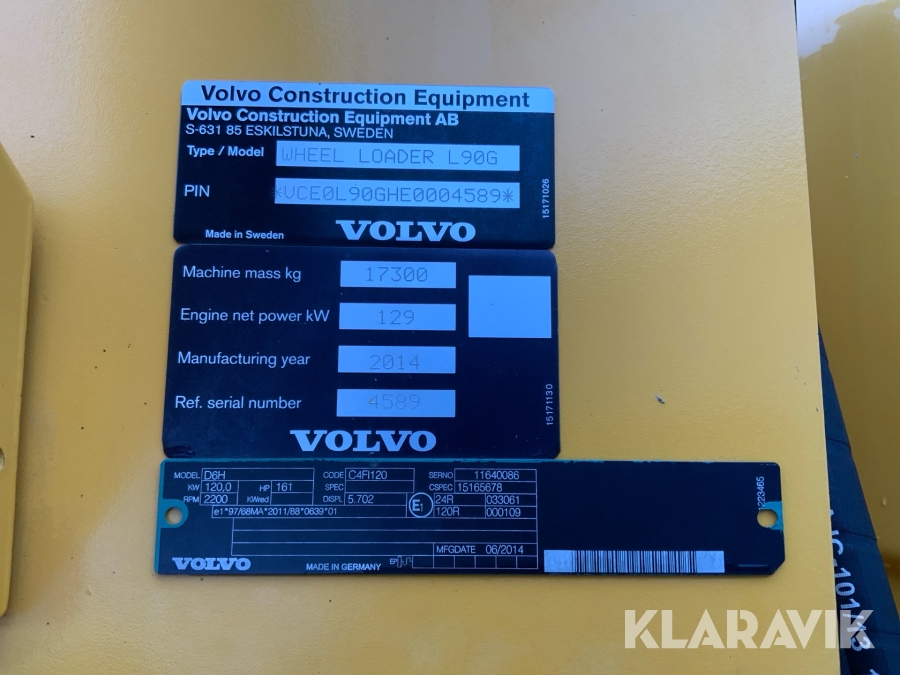 Volvo Construction Equipment
Volvo Construction Equipment AB
S-631 85 ESKILSTUNA, SWEDEN
Type / Model WHEEL LOADER L90G
PIN *VCE0L90GHE0004589*
15171026
Made in Sweden VOLVO
Machine mass kg 17300
Engine net power kW 129
Manufacturing year 2014
Ref. serial number 4589
15171130
VOLVO
MODEL D6H CODE C4FI120 SERNO 11640086
KW 120,0 HP 161 SPEC CSPEC 15165678
RPM 2200 KWred DISPL 5.702 E1 24R 033061
120R 000109
e1*97/68MA*2011/88*0639*01
MFGDATE 06/2014
VOLVO MADE IN GERMANY EP
223465
KLARAVIK